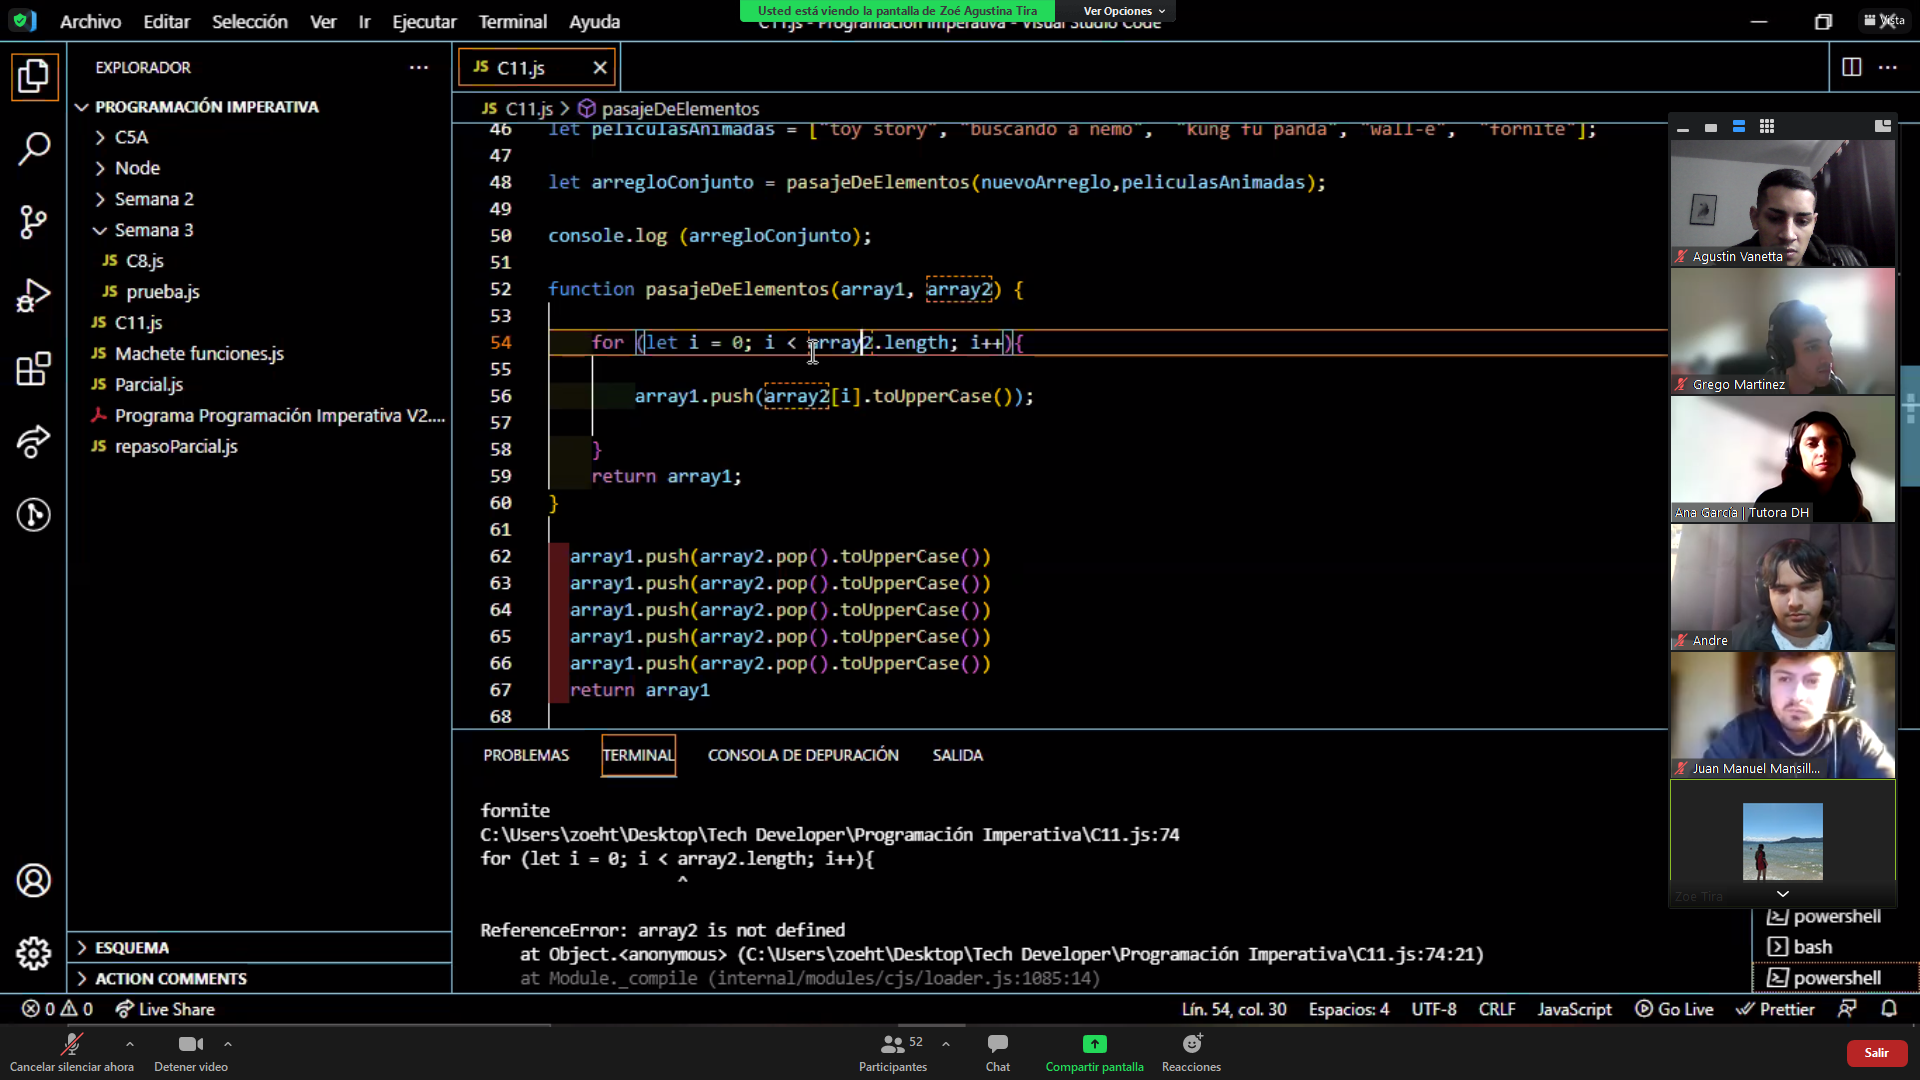 Archivo Editar Selección Ver Ir Ejecutar Terminal Ayuda
Usted está viendo la pantalla de Zoé Agustina Tira
Ver Opciones
C11.js - Programación Imperativa - Visual Studio Code
Vista
EXPLORADOR
PROGRAMACIÓN IMPERATIVA
C5A
Node
Semana 2
Semana 3
JS C8.js
JS prueba.js
JS C11.js
JS Machete funciones.js
JS Parcial.js
Programa Programación Imperativa V2....
JS repasoParcial.js
ESQUEMA
ACTION COMMENTS
JS C11.js
JS C11.js > pasajeDeElementos
46 let peliculasAnimadas = ["toy story", "buscando a nemo", "kung fu panda", "wall-e", "fornite"];
47
48 let arregloConjunto = pasajeDeElementos(nuevoArreglo,peliculasAnimadas);
49
50 console.log (arregloConjunto);
51
52 function pasajeDeElementos(array1, array2) {
53
54 for (let i = 0; i < array2.length; i++){
55
56 array1.push(array2[i].toUpperCase());
57
58 }
59 return array1;
60 }
61
62 array1.push(array2.pop().toUpperCase())
63 array1.push(array2.pop().toUpperCase())
64 array1.push(array2.pop().toUpperCase())
65 array1.push(array2.pop().toUpperCase())
66 array1.push(array2.pop().toUpperCase())
67 return array1
68
PROBLEMAS TERMINAL CONSOLA DE DEPURACIÓN SALIDA
fornite
C:\Users\zoeht\Desktop\Tech Developer\Programación Imperativa\C11.js:74
for (let i = 0; i < array2.length; i++){
^
ReferenceError: array2 is not defined
at Object.<anonymous> (C:\Users\zoeht\Desktop\Tech Developer\Programación Imperativa\C11.js:74:21)
at Module._compile (internal/modules/cjs/loader.js:1085:14)
powershell
bash
powershell
Agustin Vanetta
Grego Martinez
Ana García | Tutora DH
Andre
Juan Manuel Mansill...
Zoe Tira
0 0 Live Share
Lín. 54, col. 30 Espacios: 4 UTF-8 CRLF JavaScript Go Live Prettier
Cancelar silenciar ahora
Detener video
52
Participantes
Chat
Compartir pantalla
Reacciones
Salir